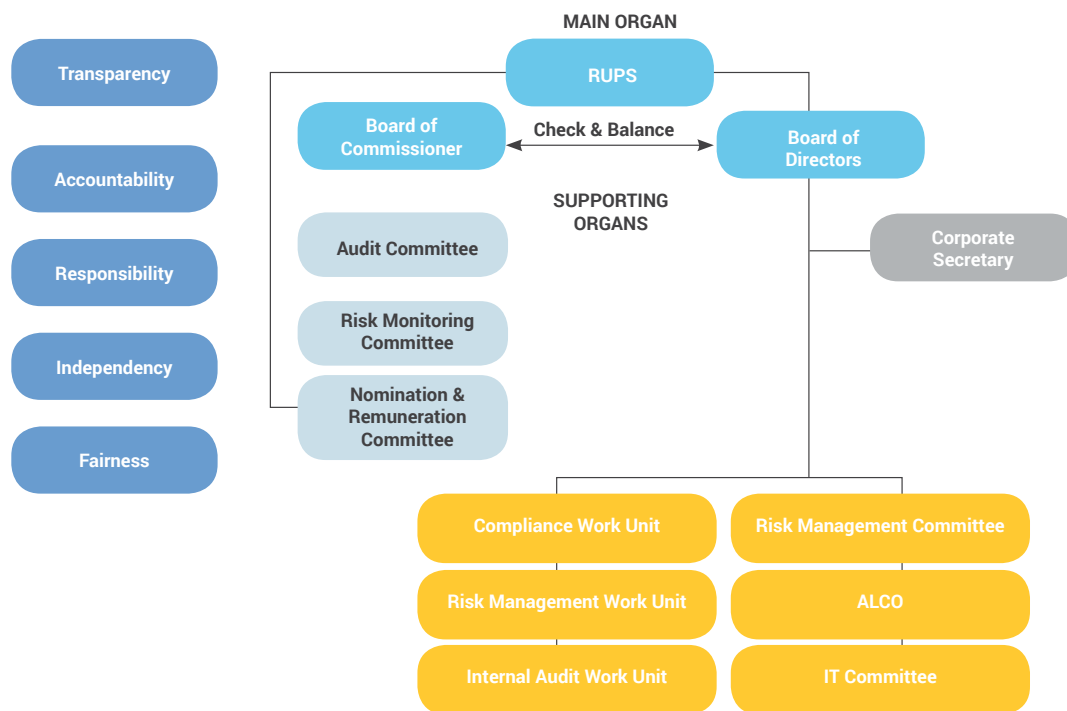 MAIN ORGAN
RUPS
Transparency
Accountability
Responsibility
Independency
Fairness
Board of
Commissioner
Check & Balance
Board of
Directors
SUPPORTING
ORGANS
Audit Committee
Corporate
Secretary
Risk Monitoring
Committee
Nomination &
Remuneration
Committee
Compliance Work Unit
Risk Management Committee
Risk Management Work Unit
ALCO
Internal Audit Work Unit
IT Committee